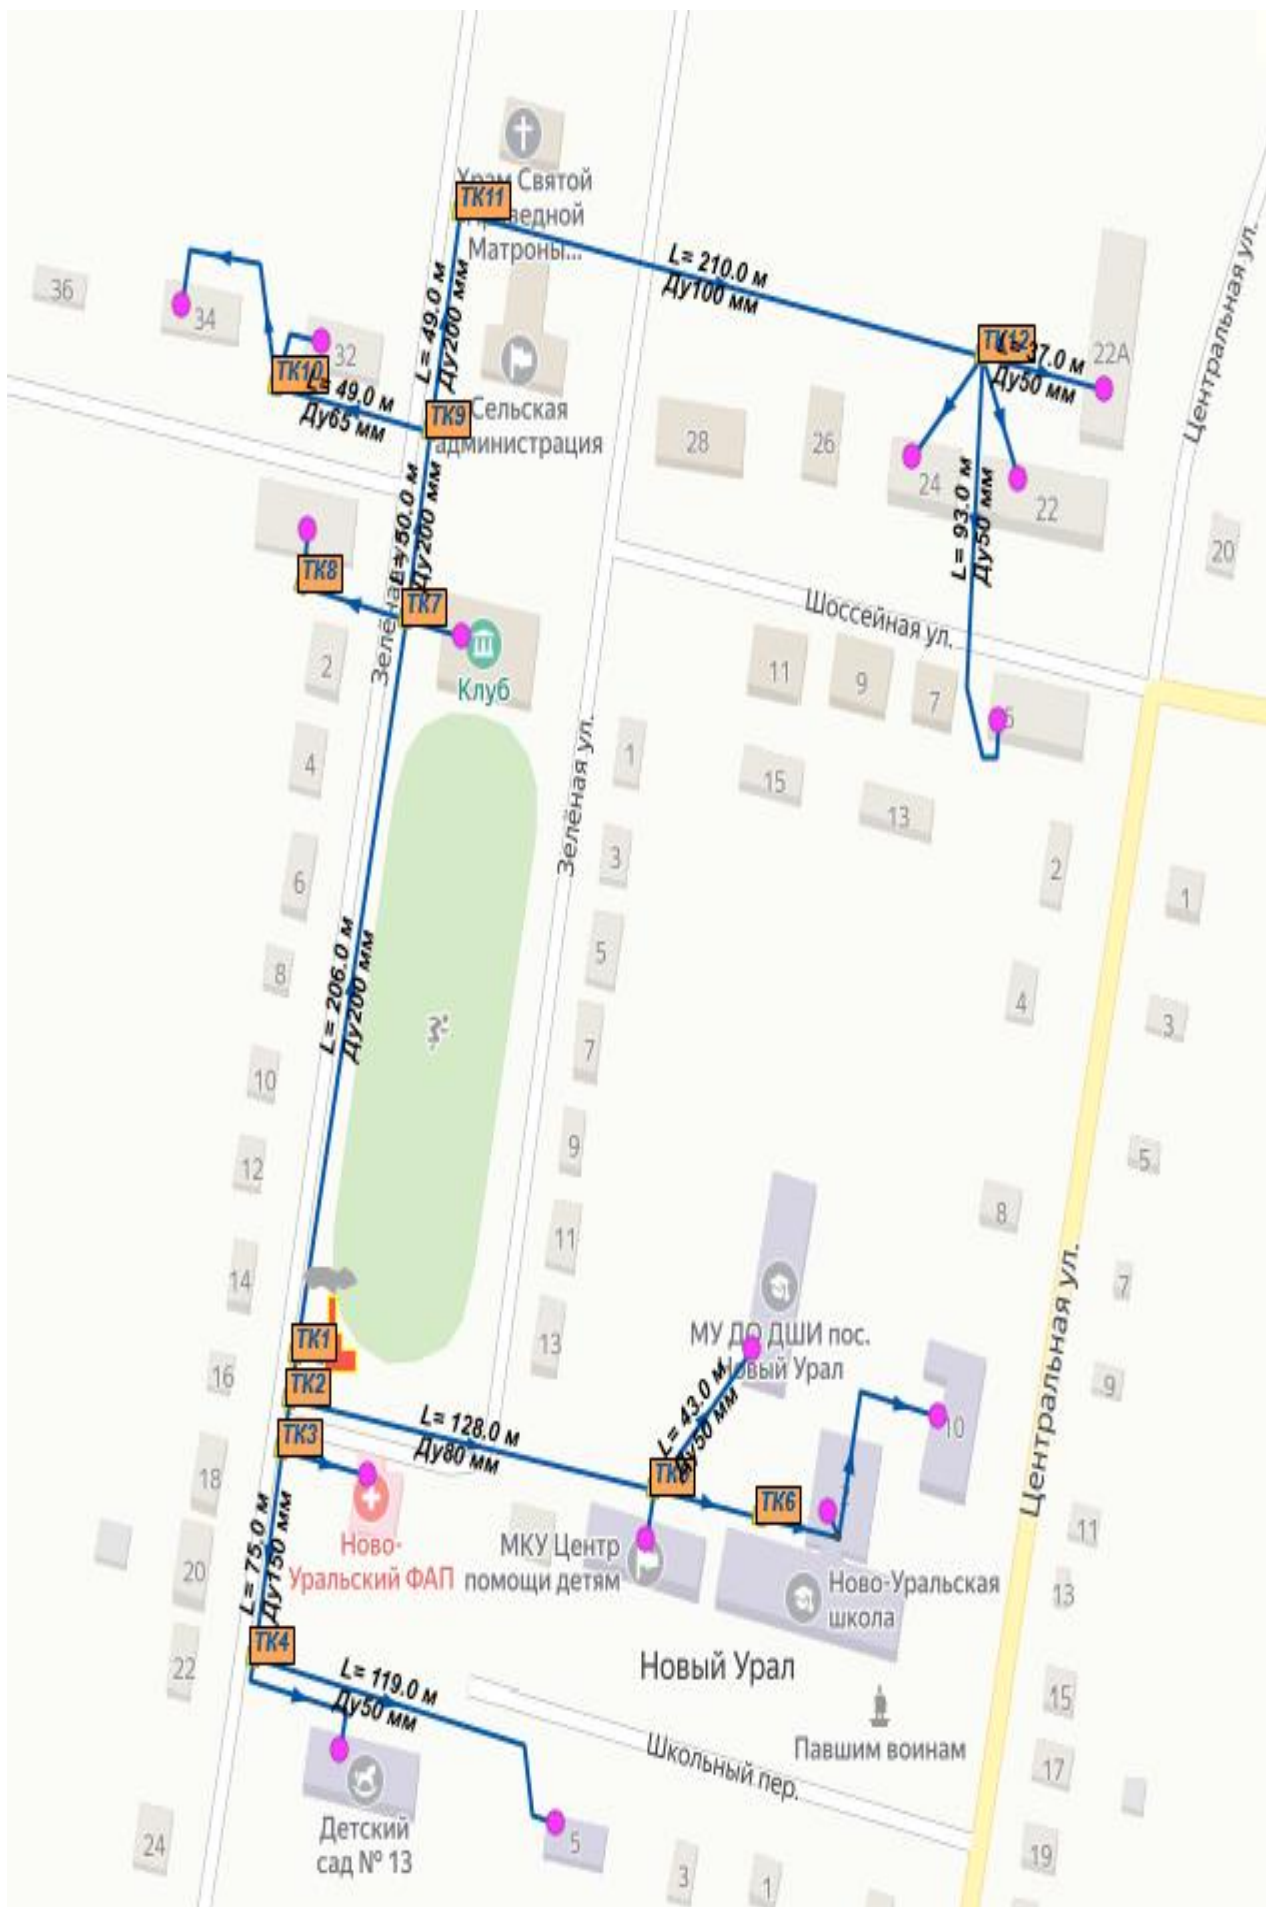 Храм Святой
ведной
Матроны...
ТК11
L= 210.0 м
Ду100 мм
L= 49.0 м
Ду200 мм
36
34
32
ТК10
L= 49.0 м
Ду65 мм
ТК9
Сельская
администрация
ТК12
L= 37.0 м
Ду50 мм
22А
Центральная ул.
28
26
24
22
20
L= 93.0 м
Ду50 мм
L= 50.0 м
Ду200 мм
ТК8
ТК7
Клуб
Шоссейная ул.
Зелёная ул.
11
9
7
5
15
13
2
4
6
8
10
12
14
16
18
20
22
24
L= 206.0 м
Ду200 мм
1
3
5
7
9
11
13
2
4
8
1
3
5
7
9
11
13
15
17
19
Центральная ул.
ТК1
ТК2
ТК3
L= 128.0 м
Ду80 мм
МУ ДО ДШИ пос.
Новый Урал
L= 43.0 м
Ду50 мм
ТК6
10
Ново-
Уральский ФАП
МКУ Центр
помощи детям
Ново-Уральская
школа
L= 75.0 м
Ду150 мм
ТК4
L= 119.0 м
Ду50 мм
Новый Урал
Павшим воинам
Школьный пер.
Детский
сад № 13
5
3
1